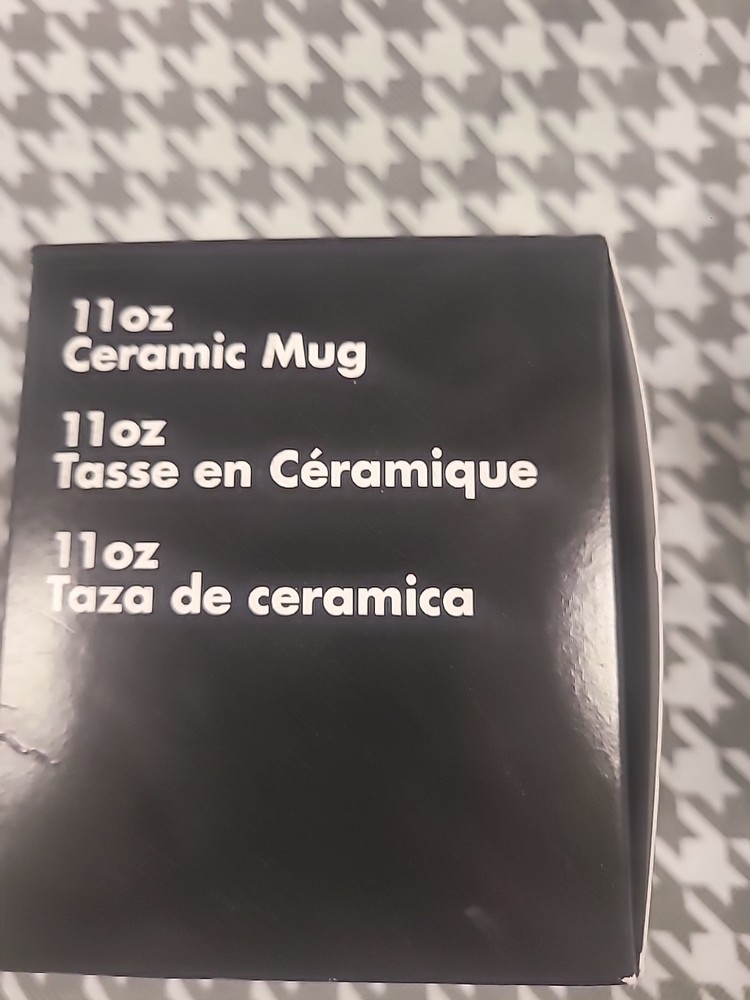 11oz
Ceramic Mug
11oz
Tasse en Céramique
11oz
Taza de ceramica